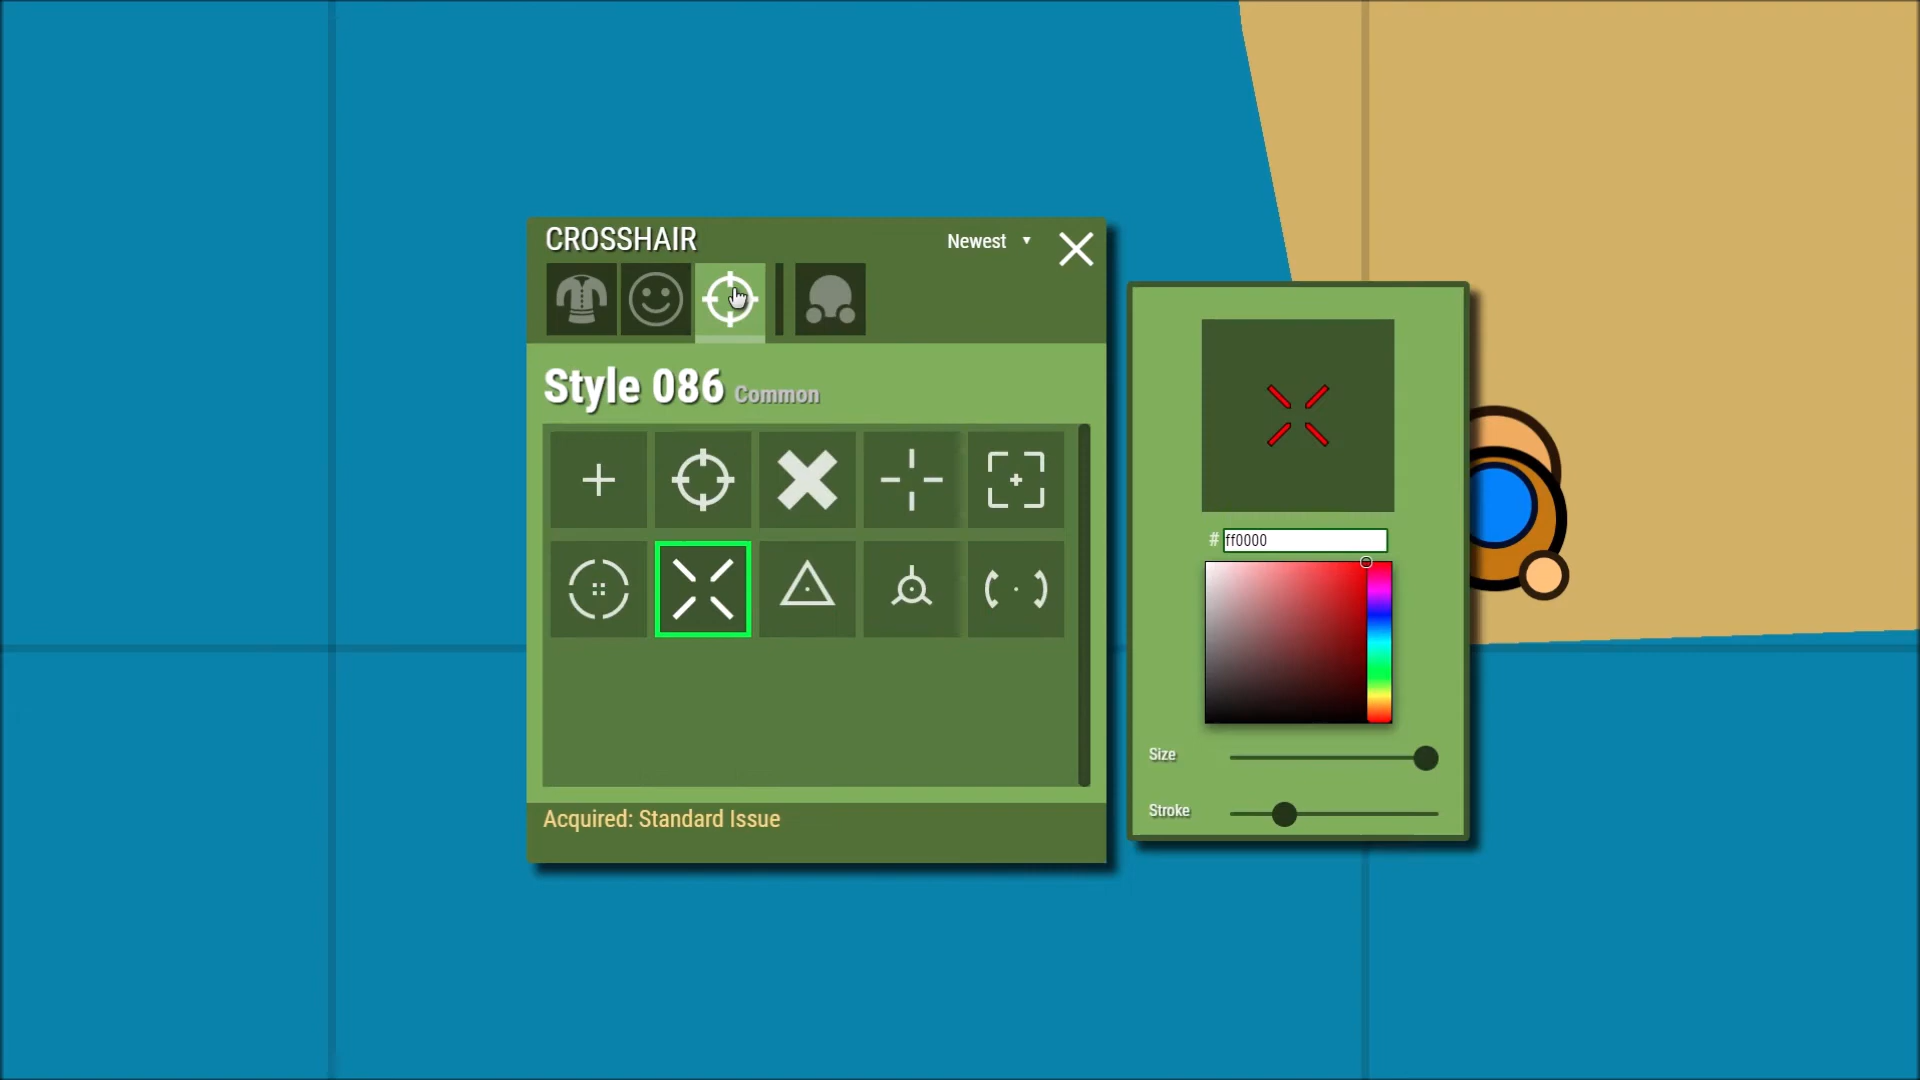 CROSSHAIR
Newest
Style 086 Common
# ff0000
Size
Stroke
Acquired: Standard Issue